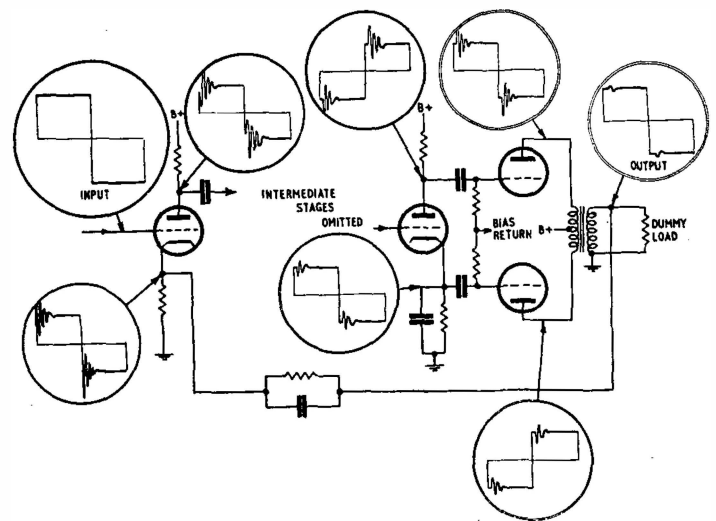 B+
B+
INPUT
INTERMEDIATE
STAGES
OMITTED
BIAS
RETURN
B+
OUTPUT
DUMMY
LOAD